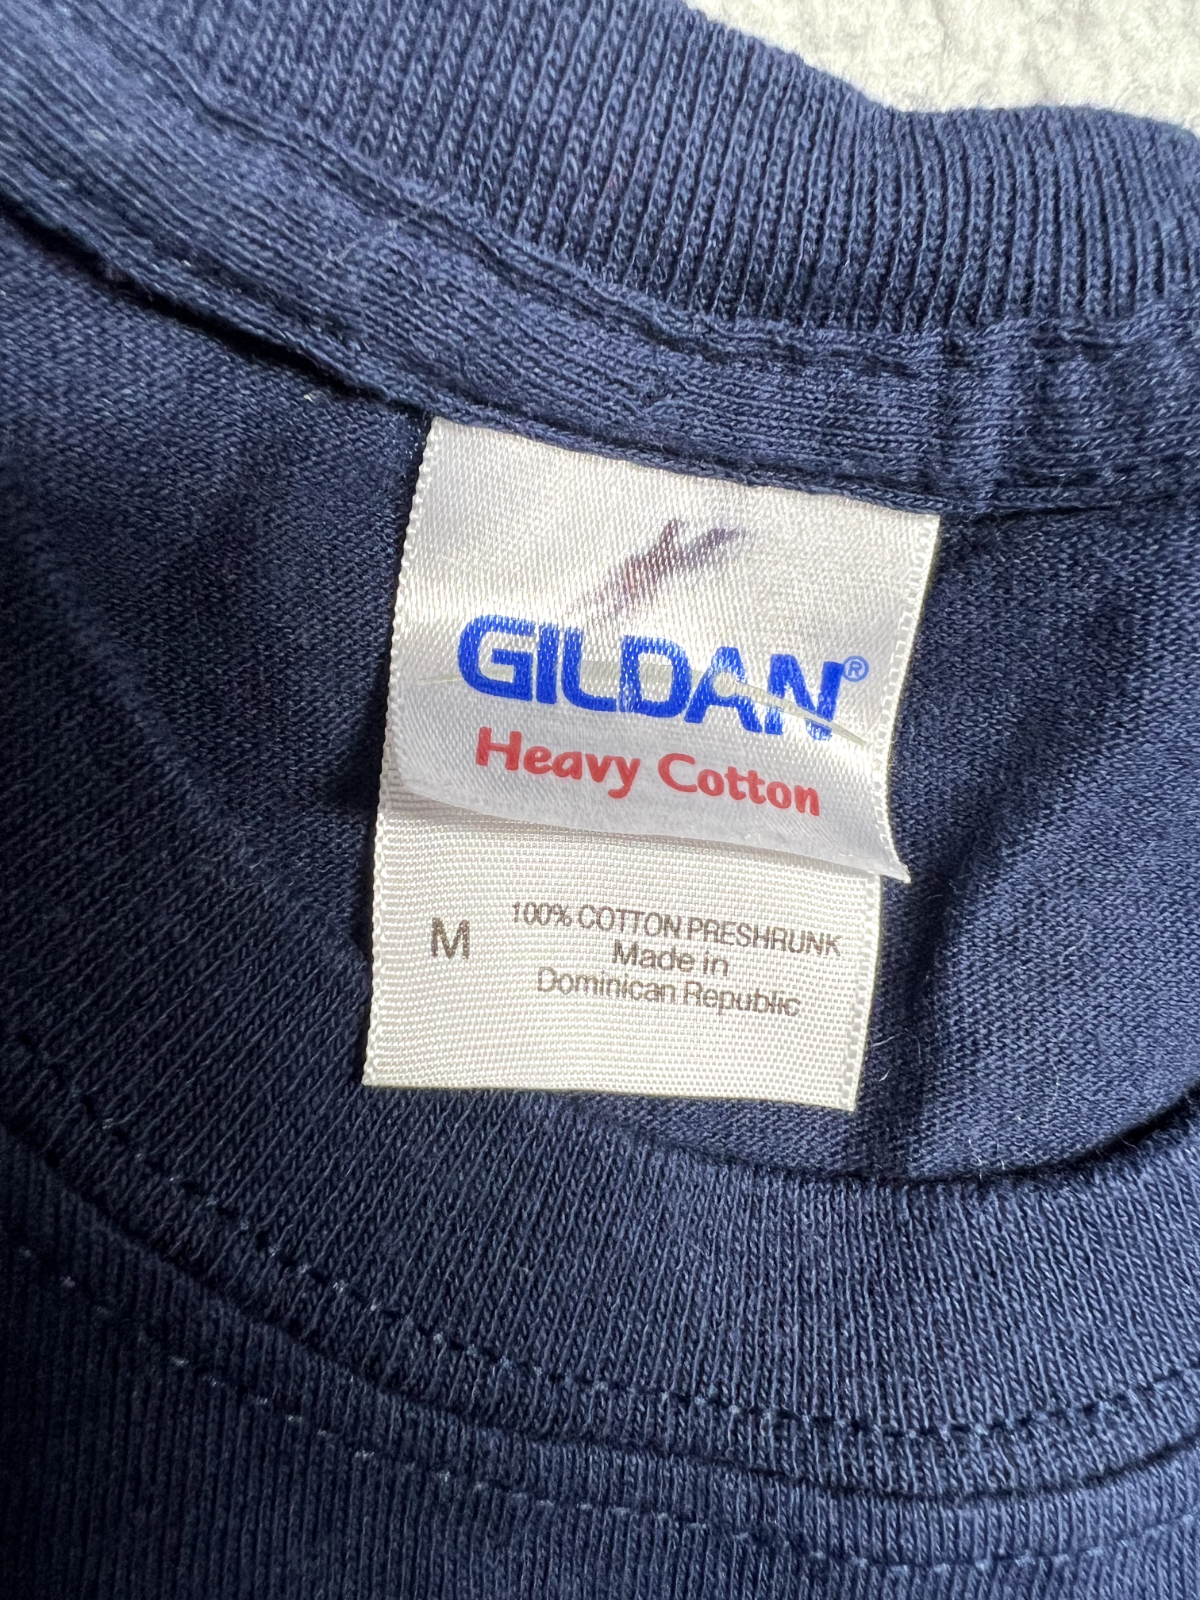 GILDAN®
Heavy Cotton
M
100% COTTON PRESHRUNK
Made in
Dominican Republic